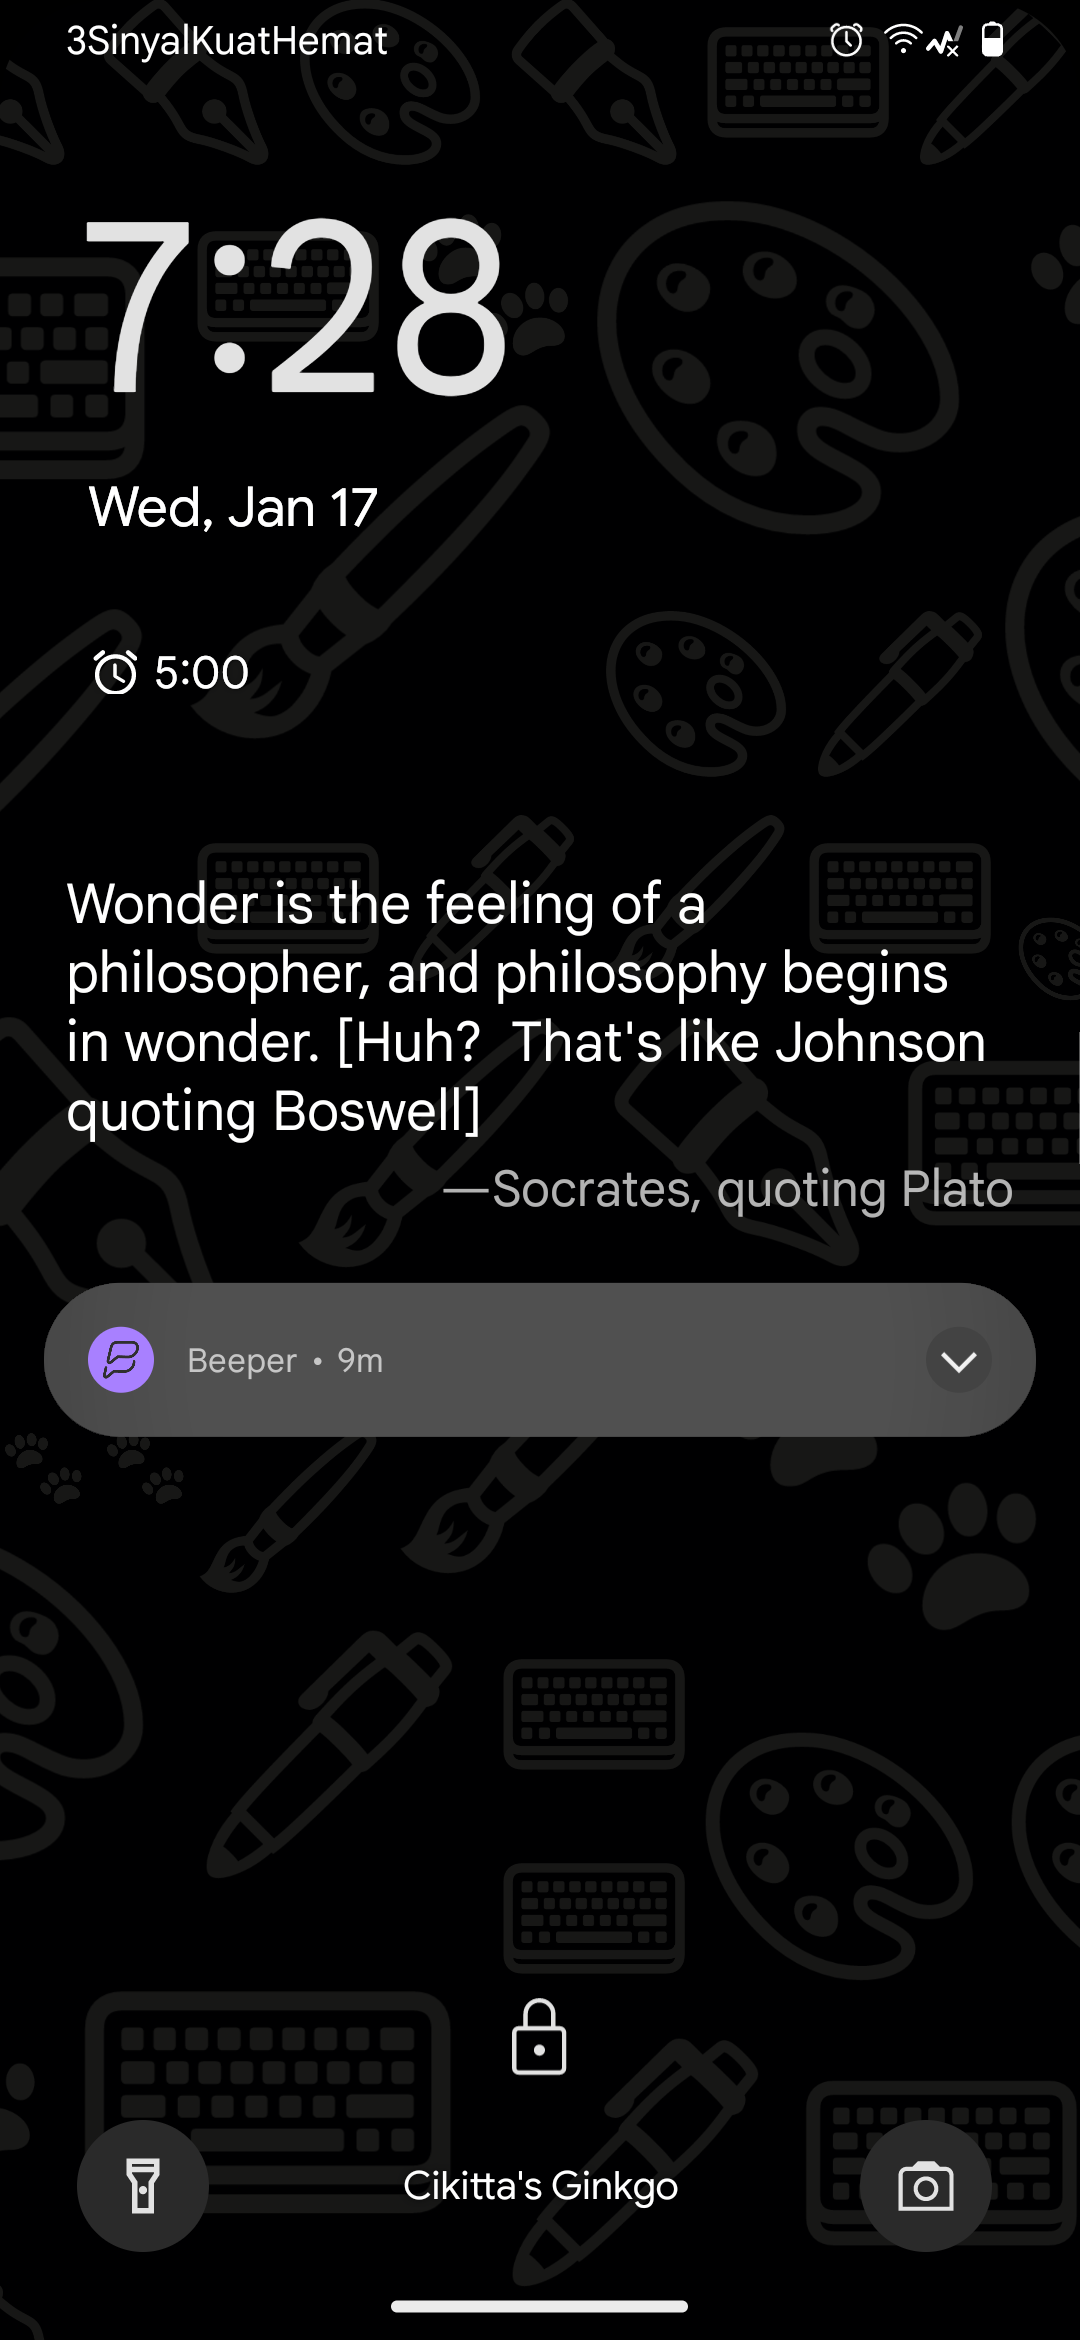 3SinyalKuatHemat
7:28
Wed, Jan 17
5:00
Wonder is the feeling of a
philosopher, and philosophy begins
in wonder. [Huh?  That's like Johnson
quoting Boswell]
—Socrates, quoting Plato
Beeper • 9m
Cikitta's Ginkgo